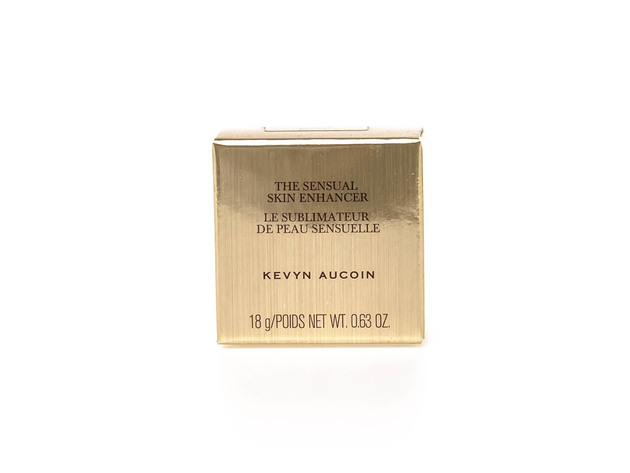 THE SENSUAL
SKIN ENHANCER
LE SUBLIMATEUR
DE PEAU SENSUELLE
KEVYN AUCOIN
18 g/POIDS NET WT. 0.63 OZ.